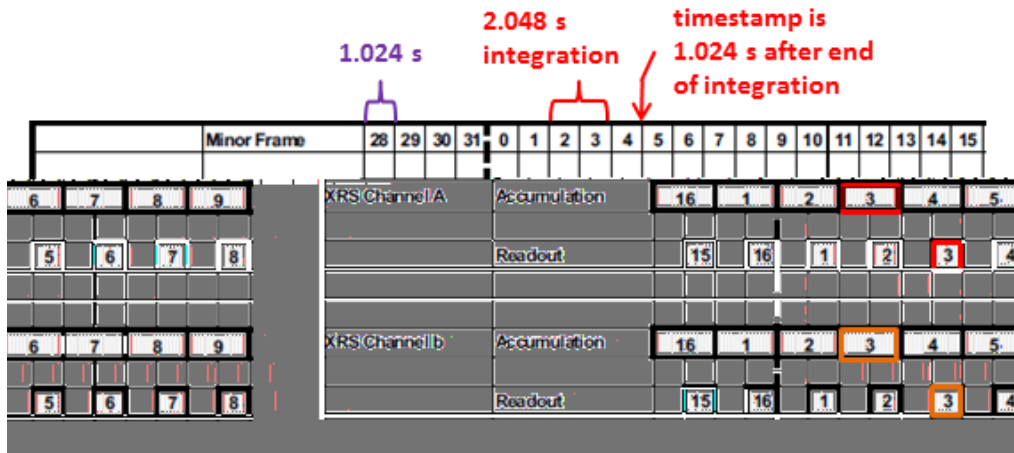 1.024 s
2.048 s
integration
timestamp is
1.024 s after end
of integration
Minor Frame 28 29 30 31 0 1 2 3 4 5 6 7 8 9 10 11 12 13 14 15
6 7 8 9 XRS Channel A Accumulation 16 1 2 3 4 5
5 6 7 8 Readout 15 16 1 2 3 4
6 7 8 9 XRS Channel b Accumulation 16 1 2 3 4 5
5 6 7 8 Readout 15 16 1 2 3 4